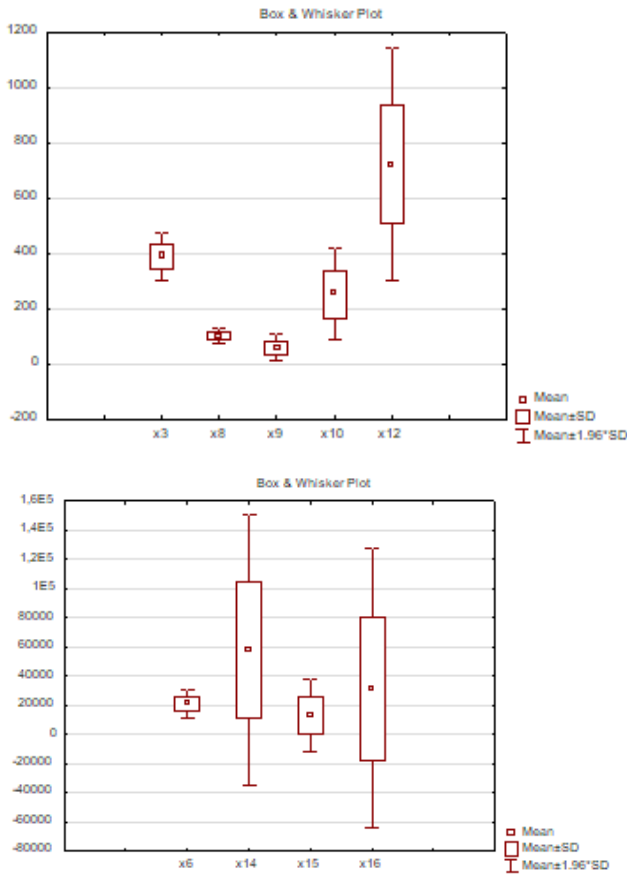 Box & Whisker Plot
1200
1000
800
600
400
200
0
-200
x3 x8 x9 x10 x12
Mean
Mean±SD
Mean±1.96*SD
Box & Whisker Plot
1,6E5
1,4E5
1,2E5
1E5
80000
60000
40000
20000
0
-20000
-40000
-60000
-80000
x6 x14 x15 x16
Mean
Mean±SD
Mean±1.96*SD